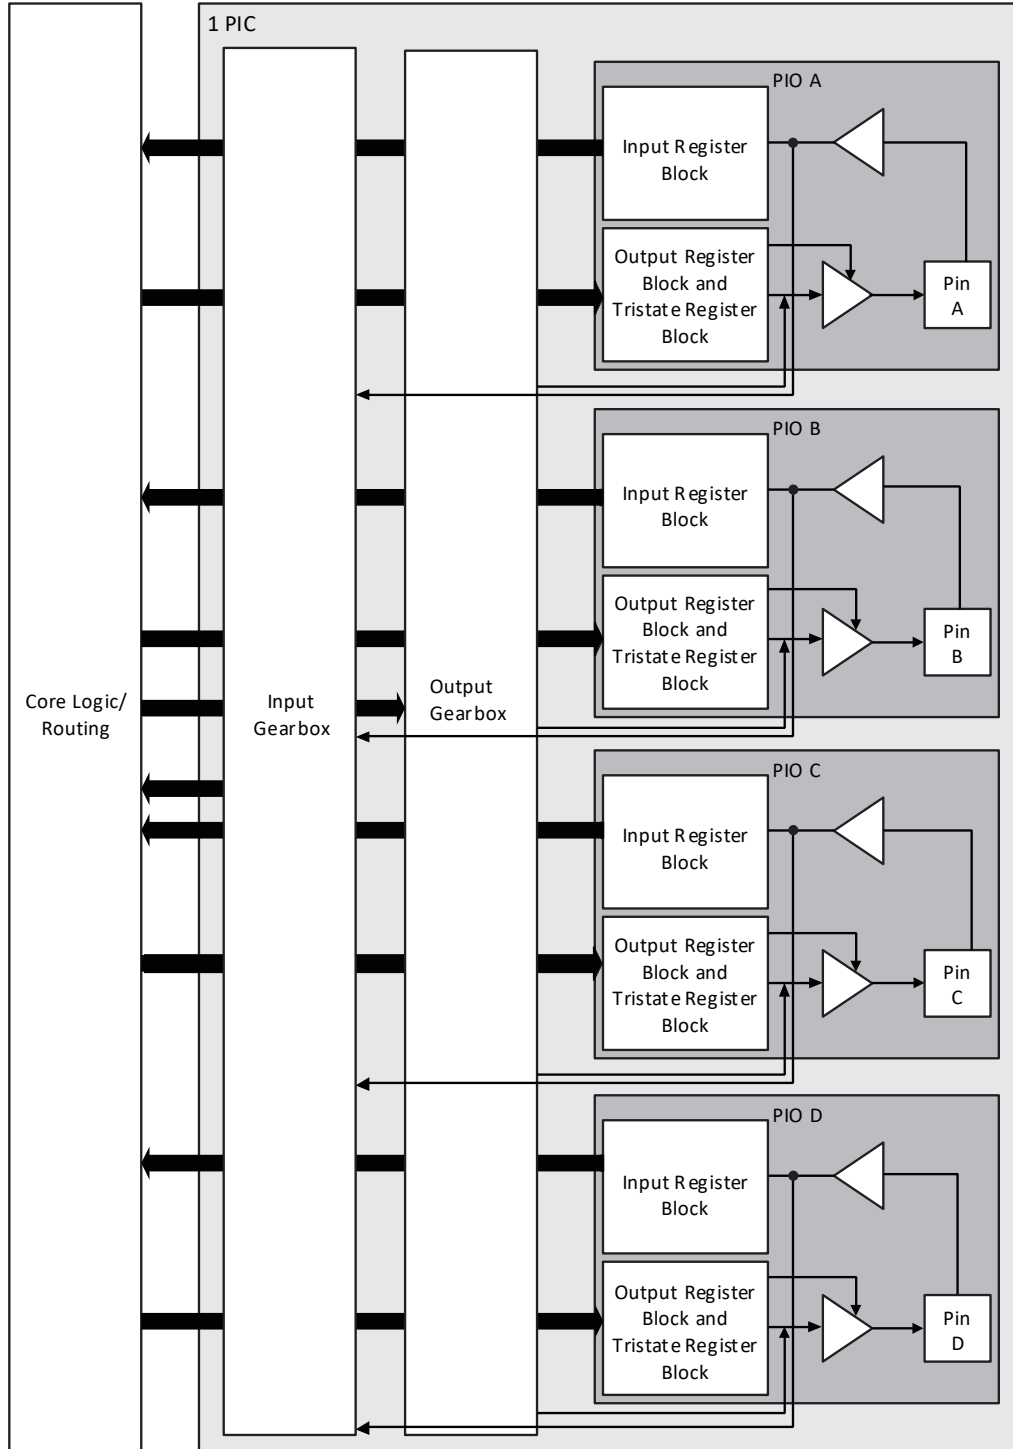 1 PIC
PIO A
Input Register
Block
Output Register
Block and
Tristate Register
Block
Pin
A
PIO B
Input Register
Block
Output Register
Block and
Tristate Register
Block
Pin
B
Core Logic/
Routing
Input
Gearbox
Output
Gearbox
PIO C
Input Register
Block
Output Register
Block and
Tristate Register
Block
Pin
C
PIO D
Input Register
Block
Output Register
Block and
Tristate Register
Block
Pin
D